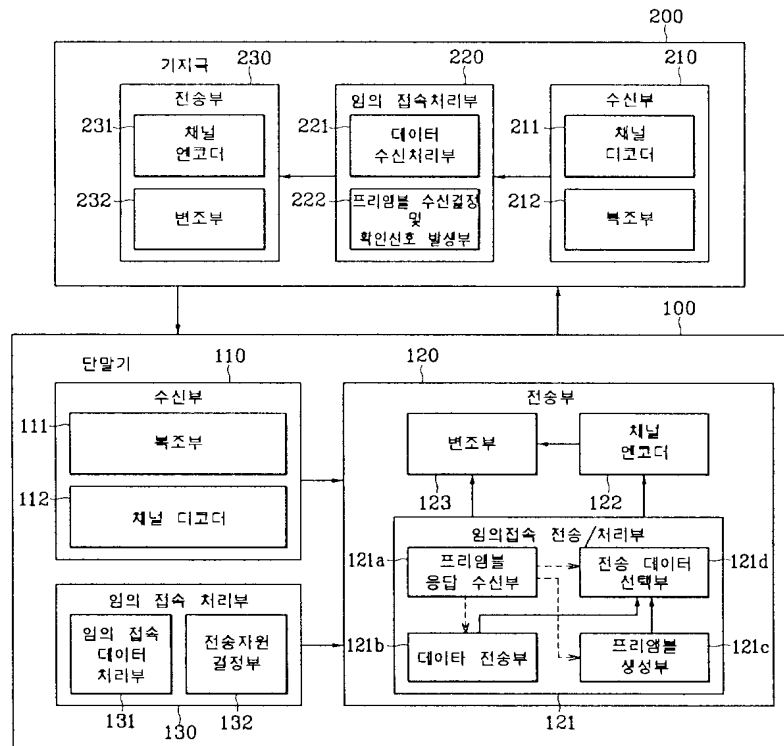 200
기지국
230
220
210
전송부
임의 접속처리부
수신부
231
채널
엔코더
221
데이터
수신처리부
211
채널
디코더
232
변조부
222
프리앰블 수신결정
및
확인신호 발생부
212
복조부
100
단말기
110
120
수신부
전송부
111
복조부
변조부
채널
엔코더
112
채널 디코더
123
122
임의접속 전송/처리부
121a
프리앰블
응답 수신부
전송 데이터
선택부
121d
임의 접속 처리부
임의 접속
데이터
처리부
전송자원
결정부
121b
데이타 전송부
프리앰블
생성부
121c
131
130
132
121